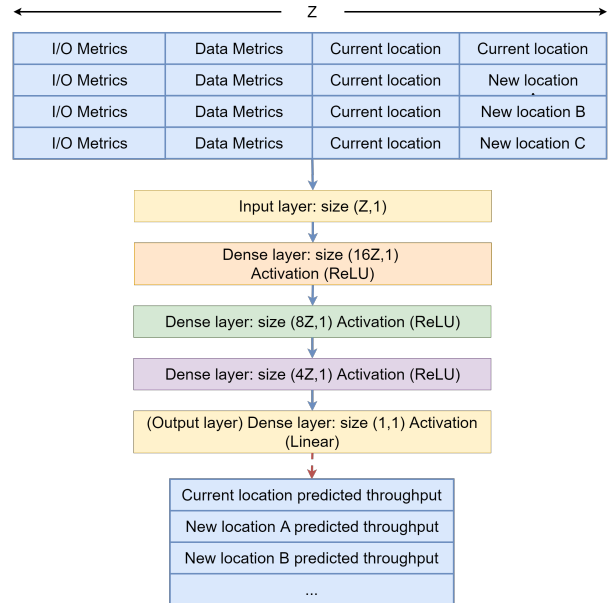 Z
I/O Metrics Data Metrics Current location Current location
I/O Metrics Data Metrics Current location New location
I/O Metrics Data Metrics Current location New location B
I/O Metrics Data Metrics Current location New location C
Input layer: size (Z,1)
Dense layer: size (16Z,1)
Activation (ReLU)
Dense layer: size (8Z,1) Activation (ReLU)
Dense layer: size (4Z,1) Activation (ReLU)
(Output layer) Dense layer: size (1,1) Activation
(Linear)
Current location predicted throughput
New location A predicted throughput
New location B predicted throughput
...